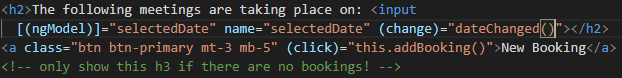 <h2>The following meetings are taking place on: <input
[(ngModel)]="selectedDate" name="selectedDate" (change)="dateChanged()"></h2>
<a class="btn btn-primary mt-3 mb-5" (click)="this.addBooking()">New Booking</a>
<!-- only show this h3 if there are no bookings! -->